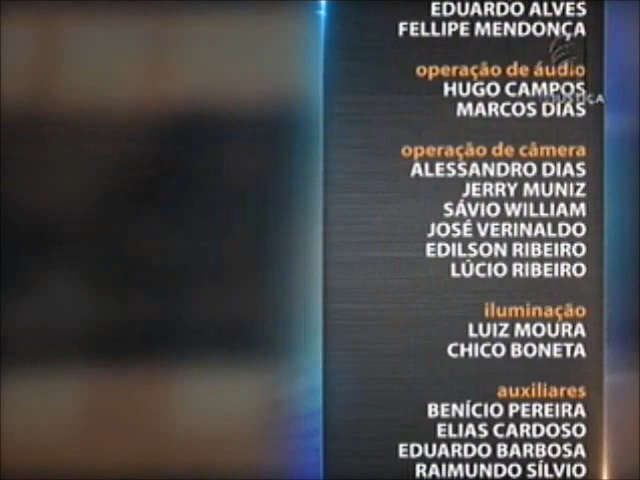 EDUARDO ALVES
FELLIPE MENDONÇA
operação de áudio
HUGO CAMPOS
MARCOS DIAS
operação de câmera
ALESSANDRO DIAS
JERRY MUNIZ
SÁVIO WILLIAM
JOSÉ VERINALDO
EDILSON RIBEIRO
LÚCIO RIBEIRO
iluminação
LUIZ MOURA
CHICO BONETA
auxiliares
BENÍCIO PEREIRA
ELIAS CARDOSO
EDUARDO BARBOSA
RAIMUNDO SÍLVIO